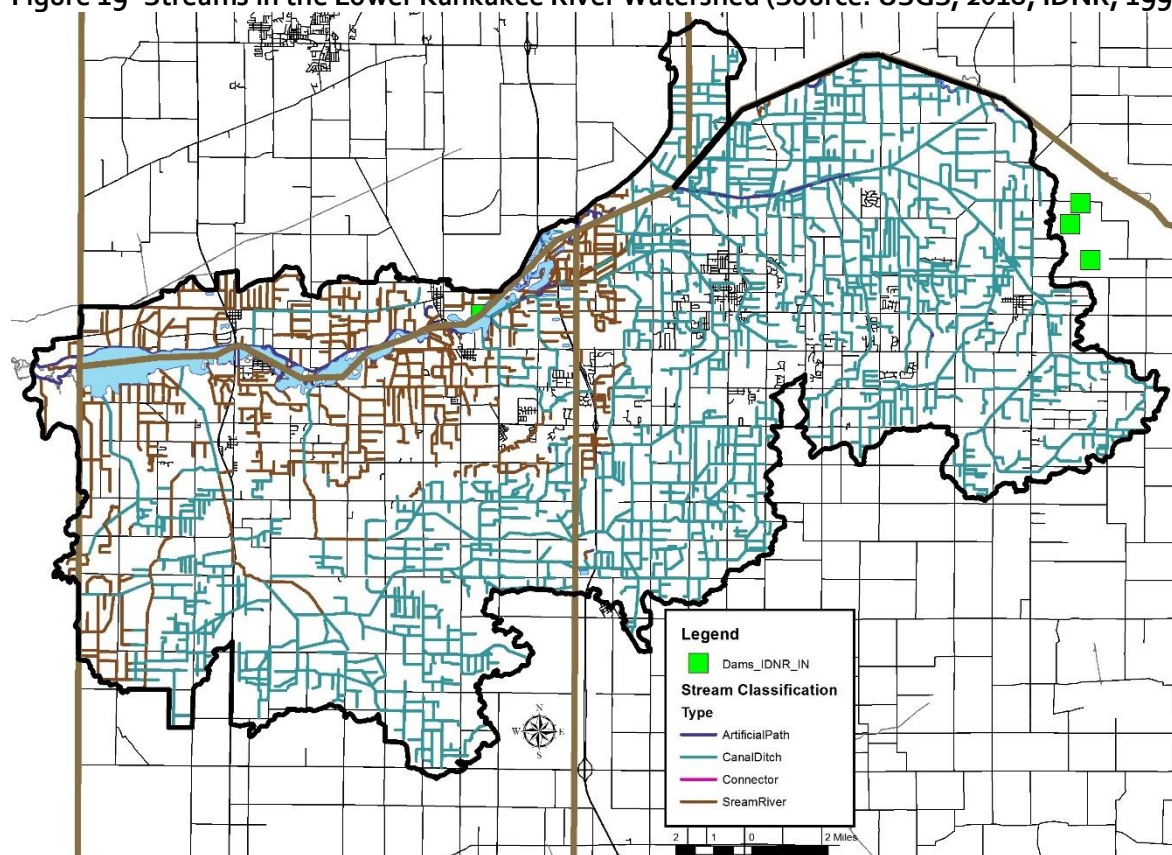 Figure 19 Streams in the Lower Kankakee River Watershed (Source: USGS, 2018; IDNR, 199
N
W E
S
Legend
Dams_IDNR_IN
Stream Classification
Type
ArtificialPath
CanalDitch
Connector
SreamRiver
2 1 0 2 Miles